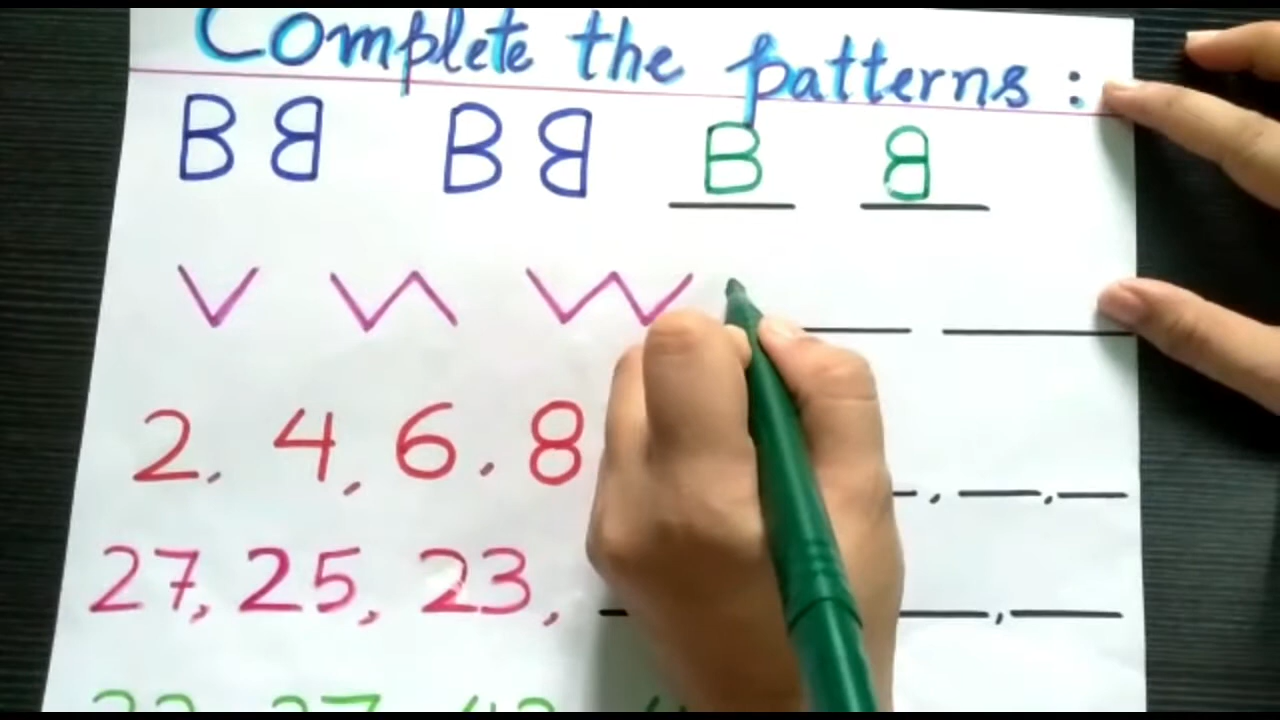 Complete the patterns :
B B B B B B
2, 4, 6, 8
27, 25, 23,